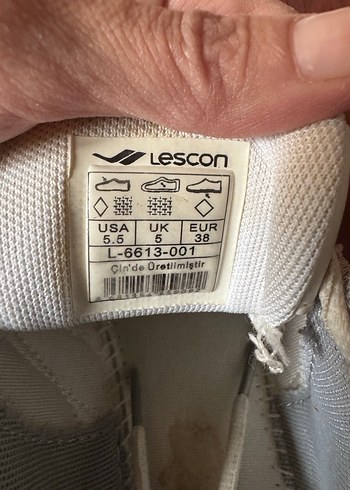 Lescon
USA UK EUR
5.5 5 38
L-6613-001
Çin'de Üretilmiştir